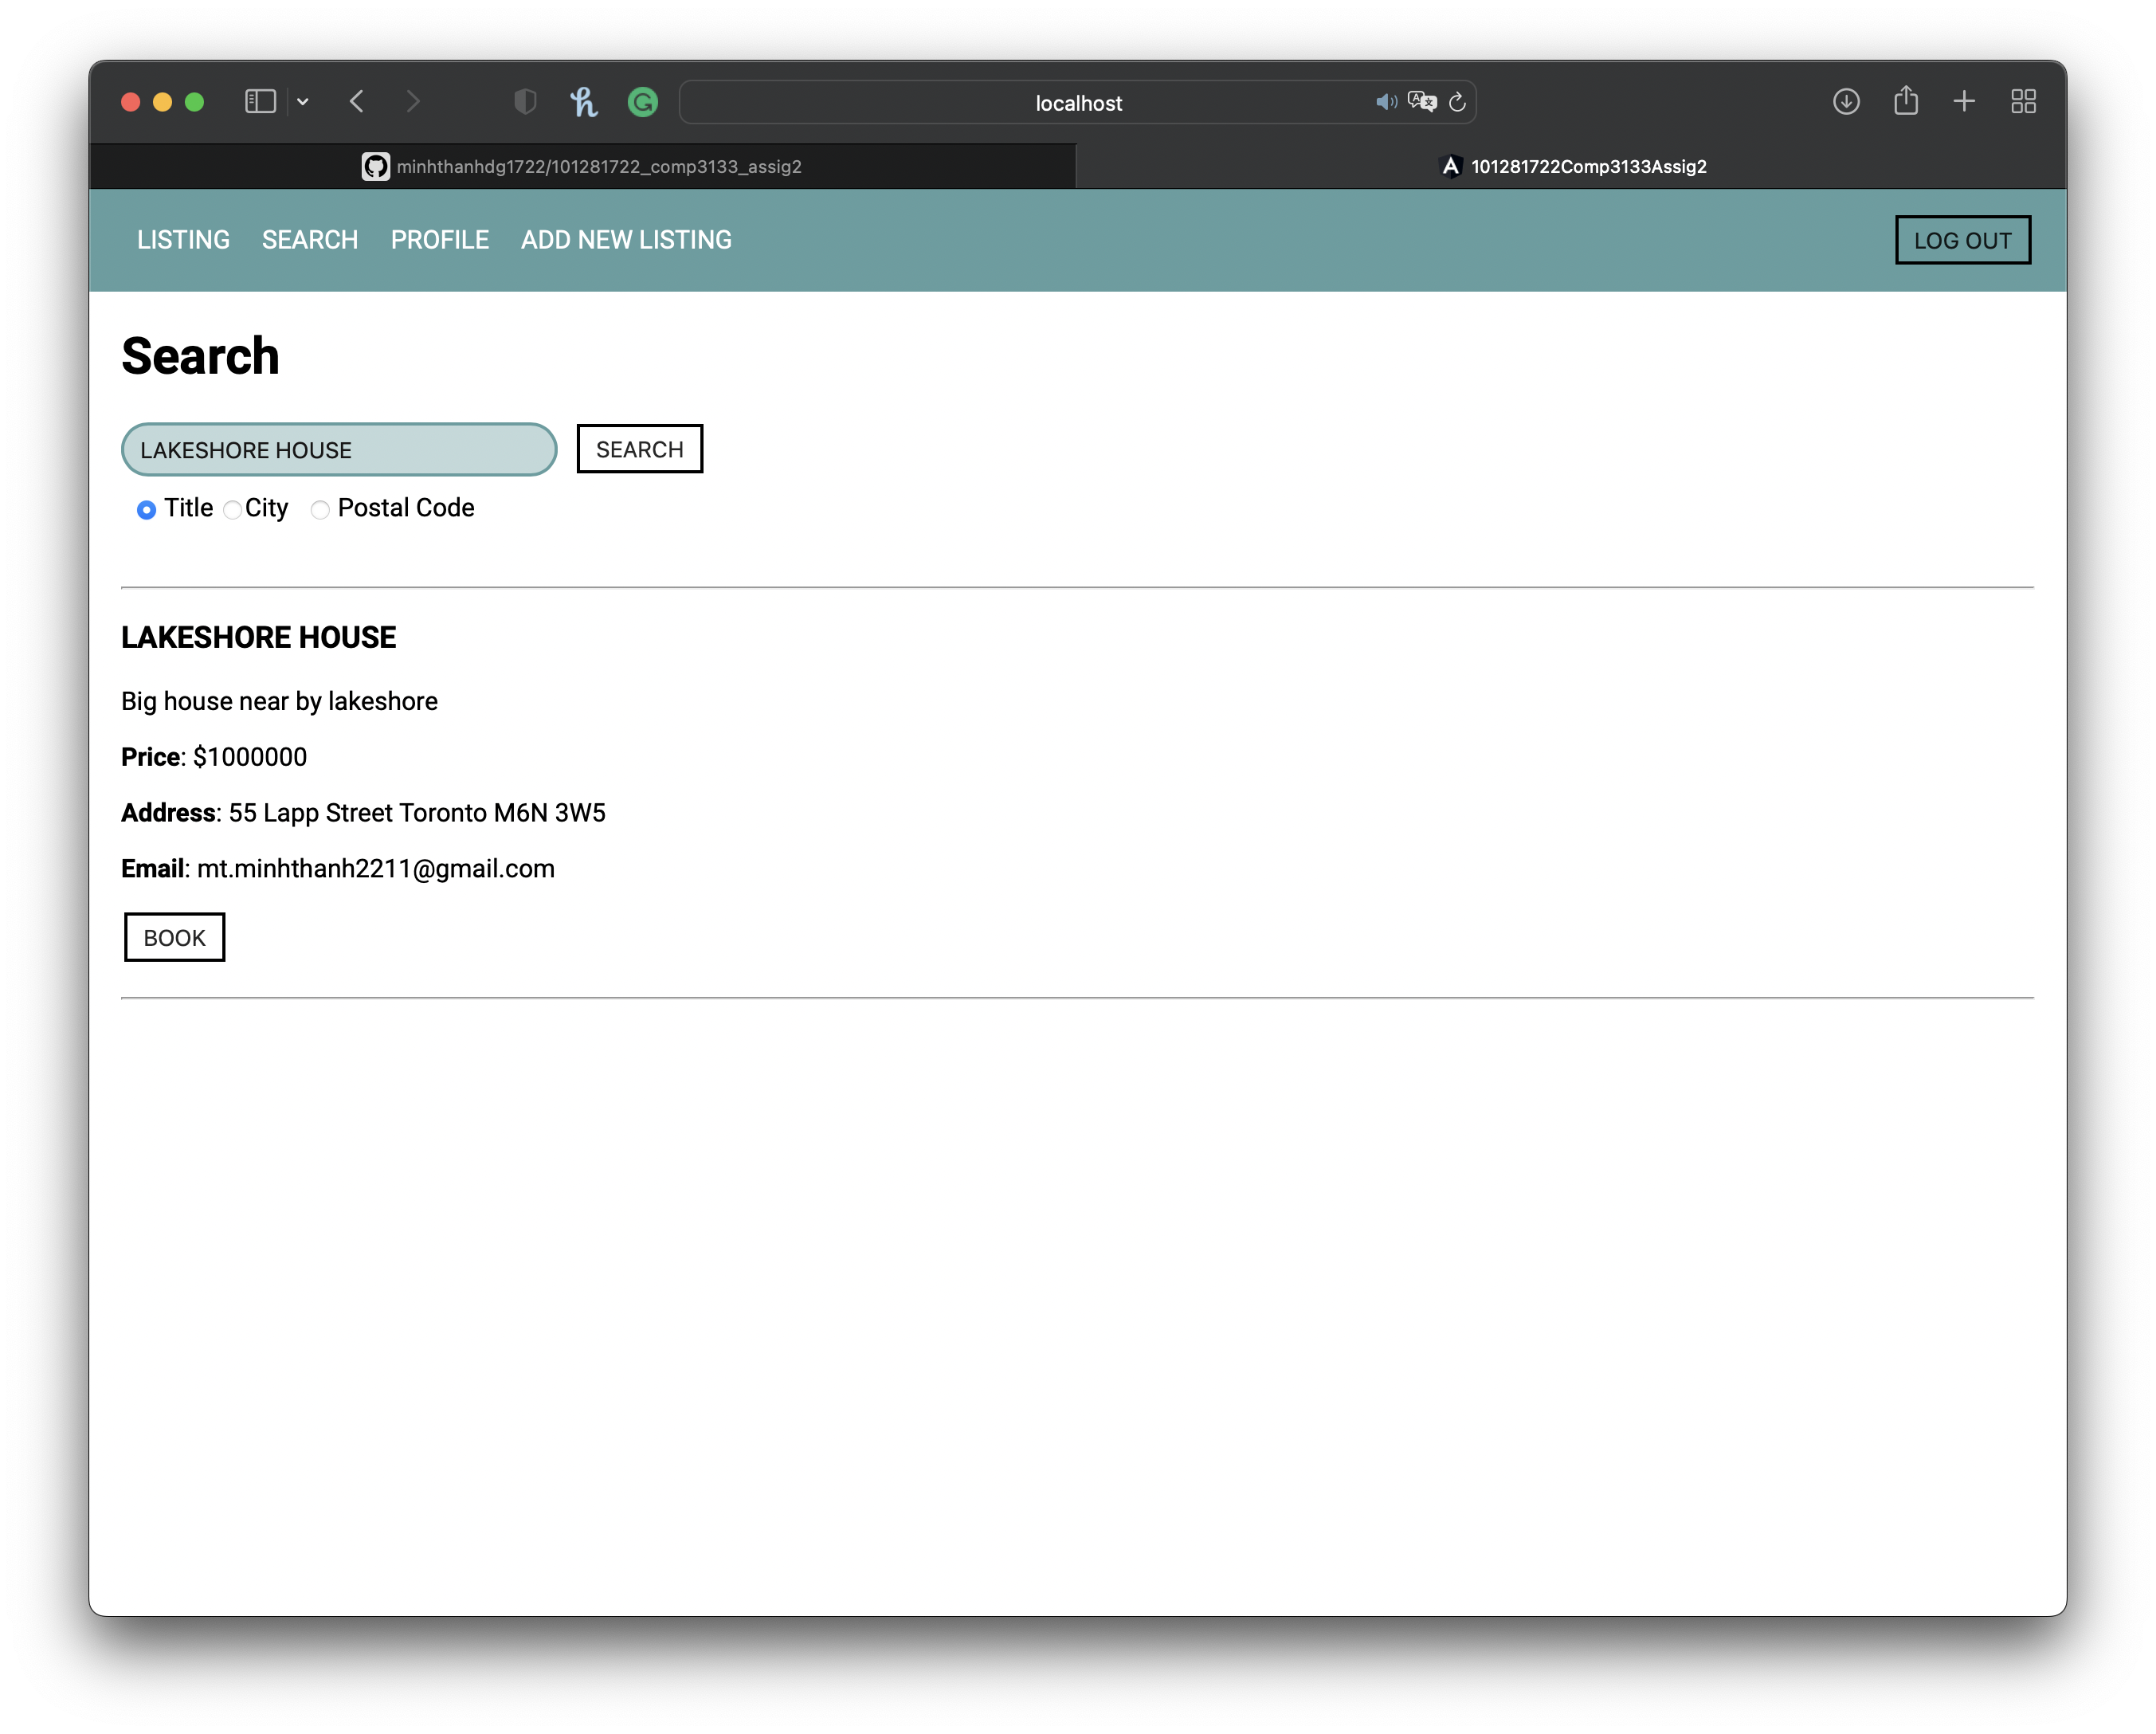 localhost
minhthanhdg1722/101281722_comp3133_assig2
101281722Comp3133Assig2
LISTING SEARCH PROFILE ADD NEW LISTING LOG OUT
Search
LAKESHORE HOUSE SEARCH
Title City Postal Code
LAKESHORE HOUSE
Big house near by lakeshore
Price: $1000000
Address: 55 Lapp Street Toronto M6N 3W5
Email: mt.minhthanh2211@gmail.com
BOOK